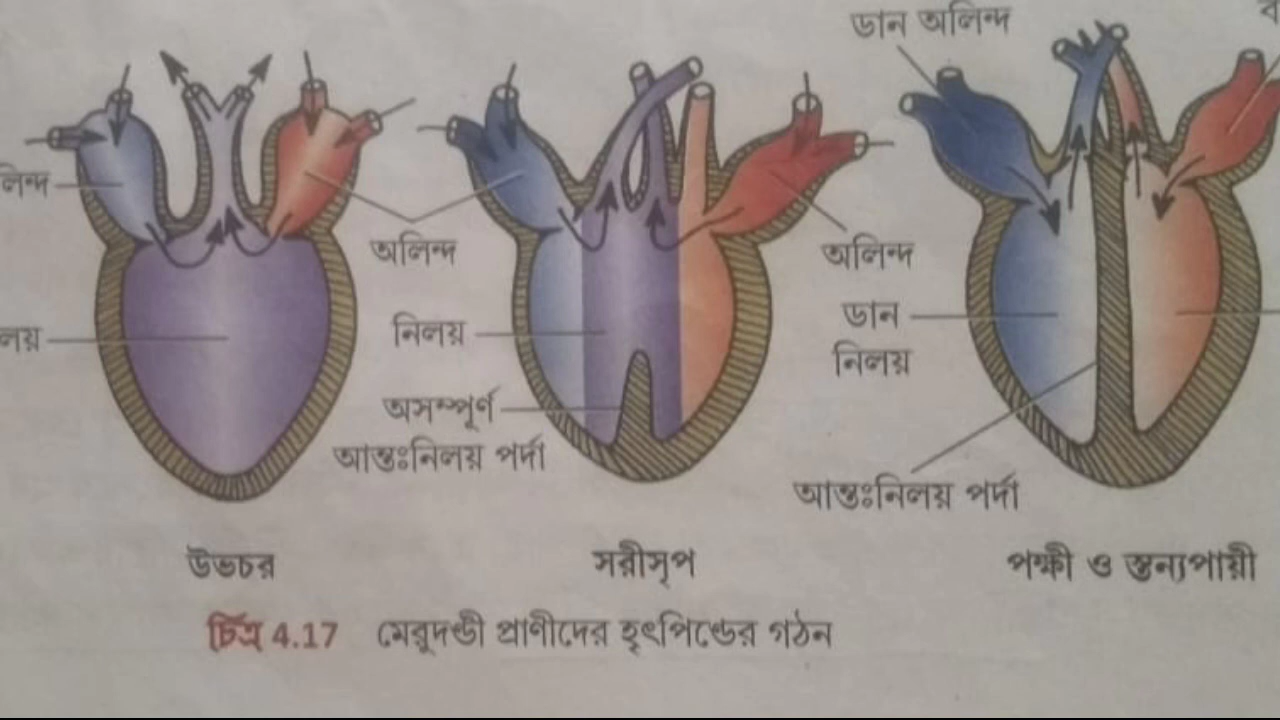 ডান অলিন্দ
লিন্দ
অলিন্দ
অলিন্দ
লয়
নিলয়
ডান
নিলয়
অসম্পূর্ণ
আন্তঃনিলয় পর্দা
আন্তঃনিলয় পর্দা
উভচর
সরীসৃপ
পক্ষী ও স্তন্যপায়ী
চিত্র 4.17 মেরুদণ্ডী প্রাণীদের হৃৎপিণ্ডের গঠন